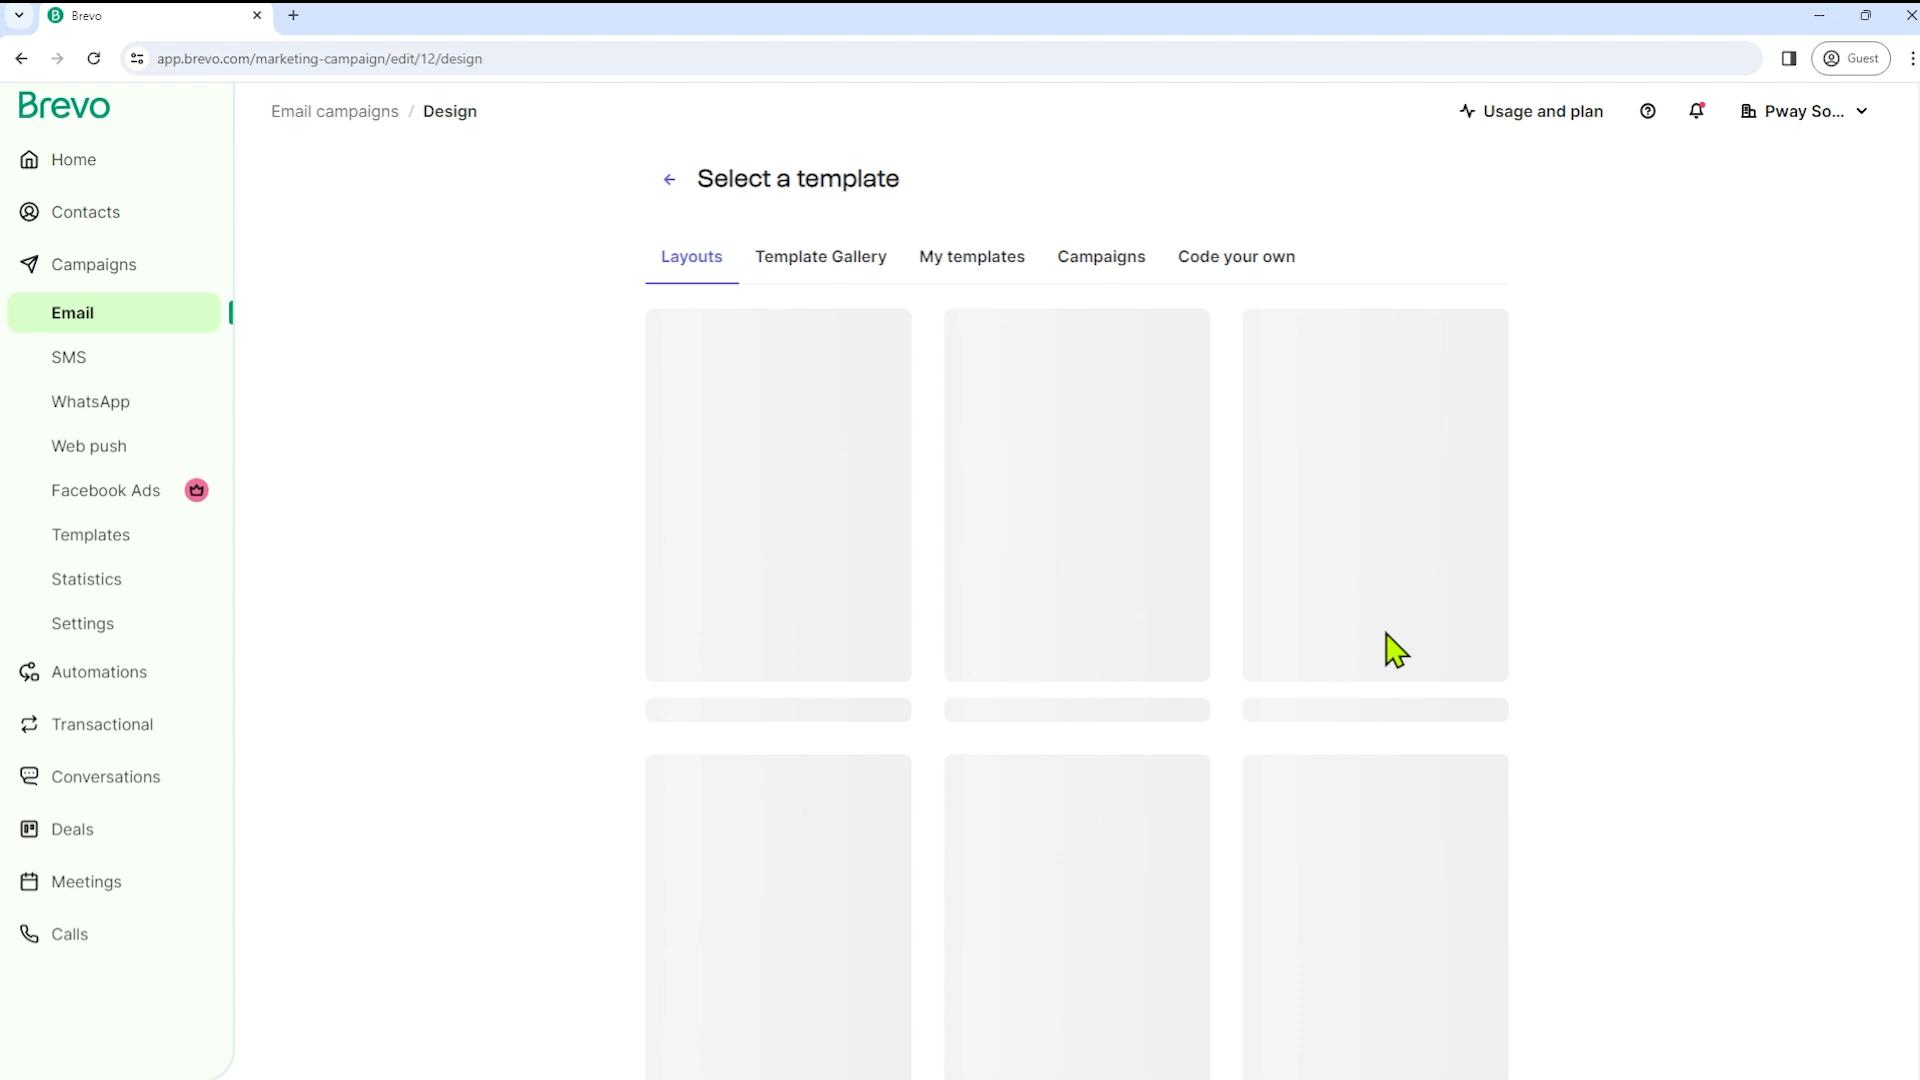 Brevo
app.brevo.com/marketing-campaign/edit/12/design
Guest
Brevo
Email campaigns / Design
Usage and plan
Pway So...
Home
Contacts
Campaigns
Email
SMS
WhatsApp
Web push
Facebook Ads
Templates
Statistics
Settings
Automations
Transactional
Conversations
Deals
Meetings
Calls
Select a template
Layouts
Template Gallery
My templates
Campaigns
Code your own